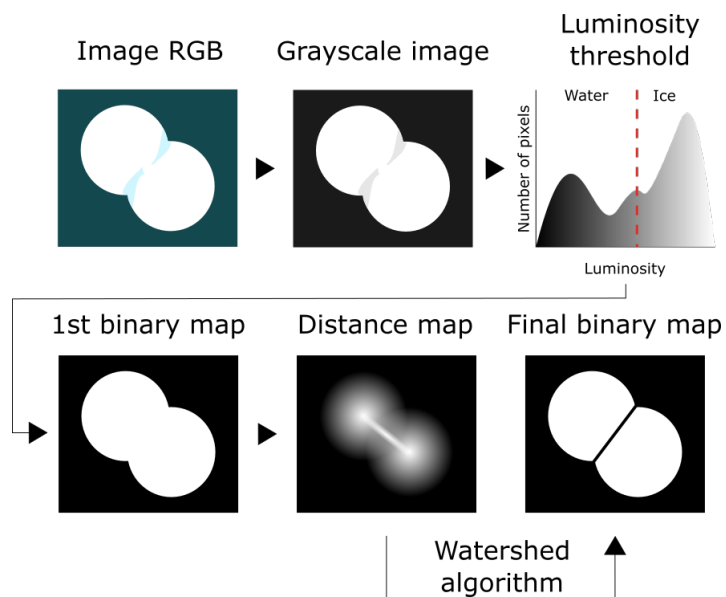 Image RGB
Grayscale image
Luminosity
threshold
Water
Ice
Number of pixels
Luminosity
1st binary map
Distance map
Final binary map
Watershed
algorithm